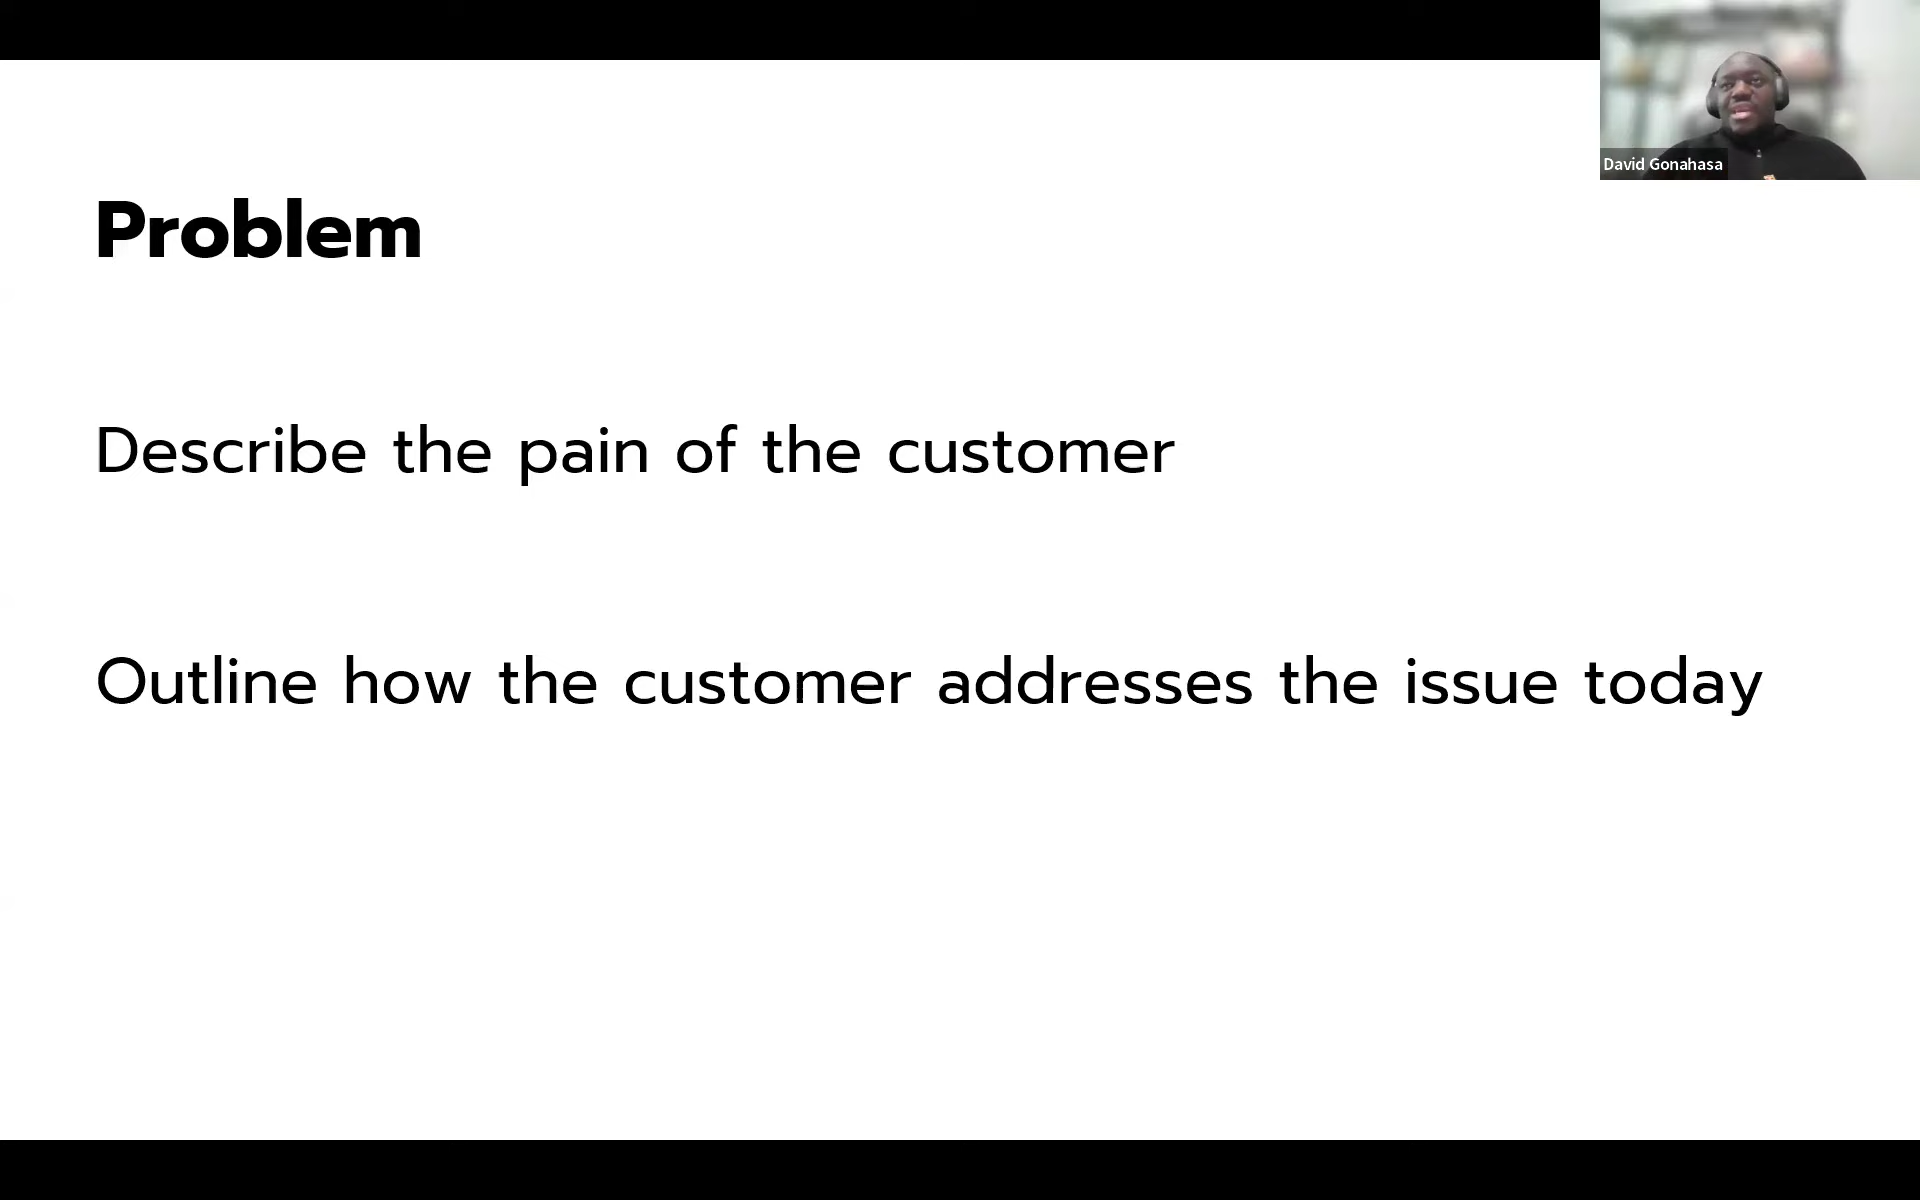 Problem
Describe the pain of the customer
Outline how the customer addresses the issue today
David Gonahasa